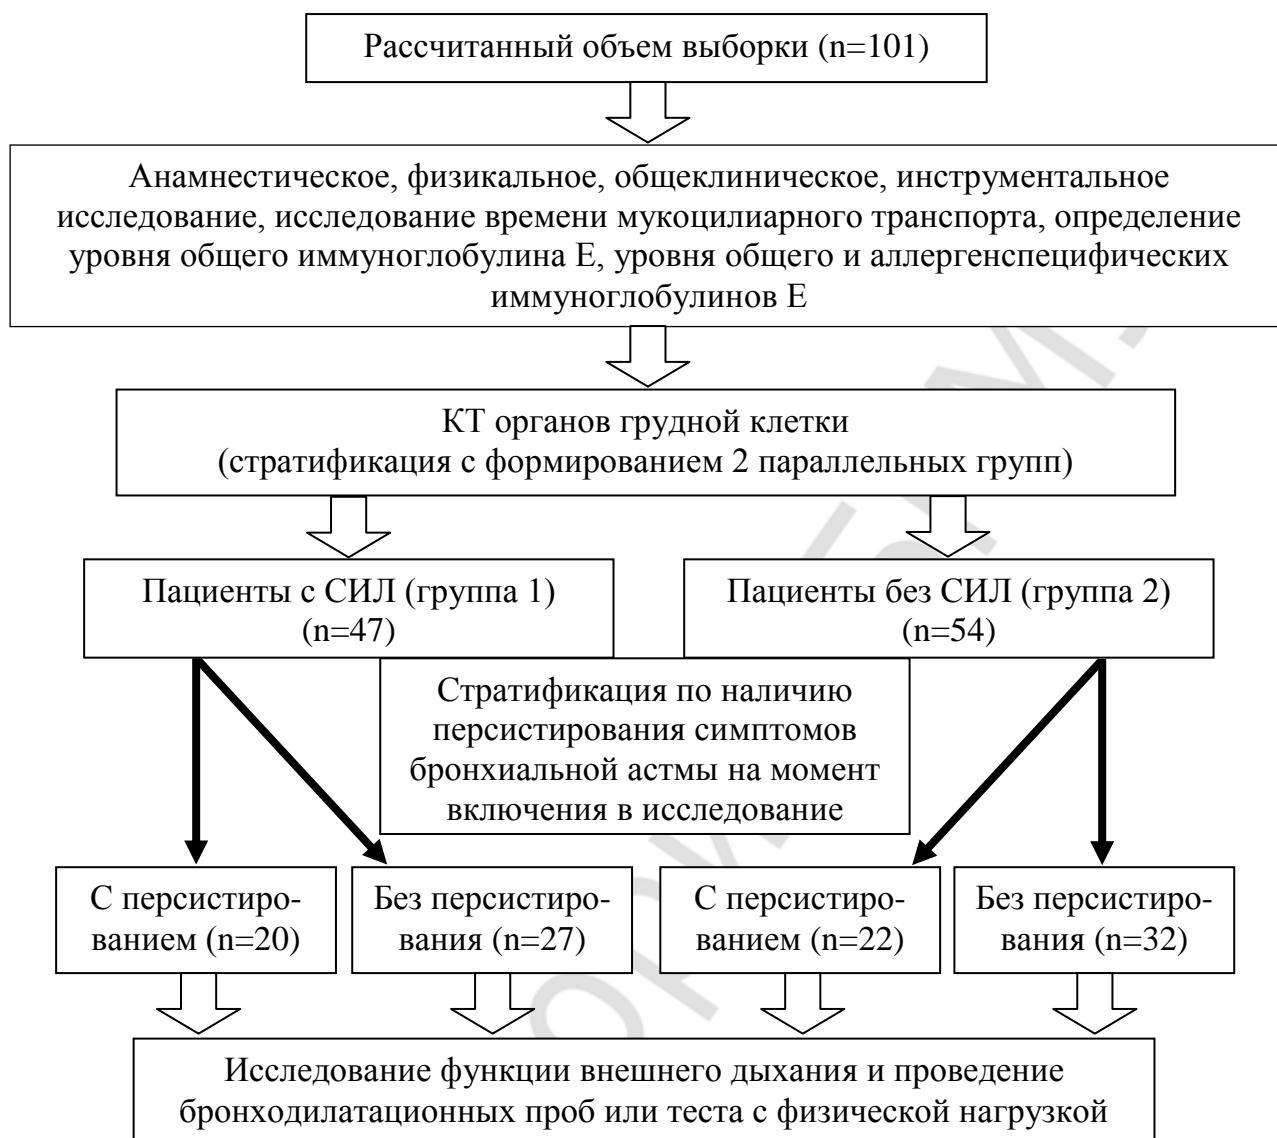 Рассчитанный объем выборки (n=101)
Анамнестическое, физикальное, общеклиническое, инструментальное
исследование, исследование времени мукоцилиарного транспорта, определение
уровня общего иммуноглобулина Е, уровня общего и аллергенспецифических
иммуноглобулинов Е
КТ органов грудной клетки
(стратификация с формированием 2 параллельных групп)
Пациенты с СИЛ (группа 1)
(n=47)
Пациенты без СИЛ (группа 2)
(n=54)
Стратификация по наличию
персистирования симптомов
бронхиальной астмы на момент
включения в исследование
С персистиро-
ванием (n=20)
Без персистиро-
вания (n=27)
С персистиро-
ванием (n=22)
Без персистиро-
вания (n=32)
Исследование функции внешнего дыхания и проведение
бронходилатационных проб или теста с физической нагрузкой